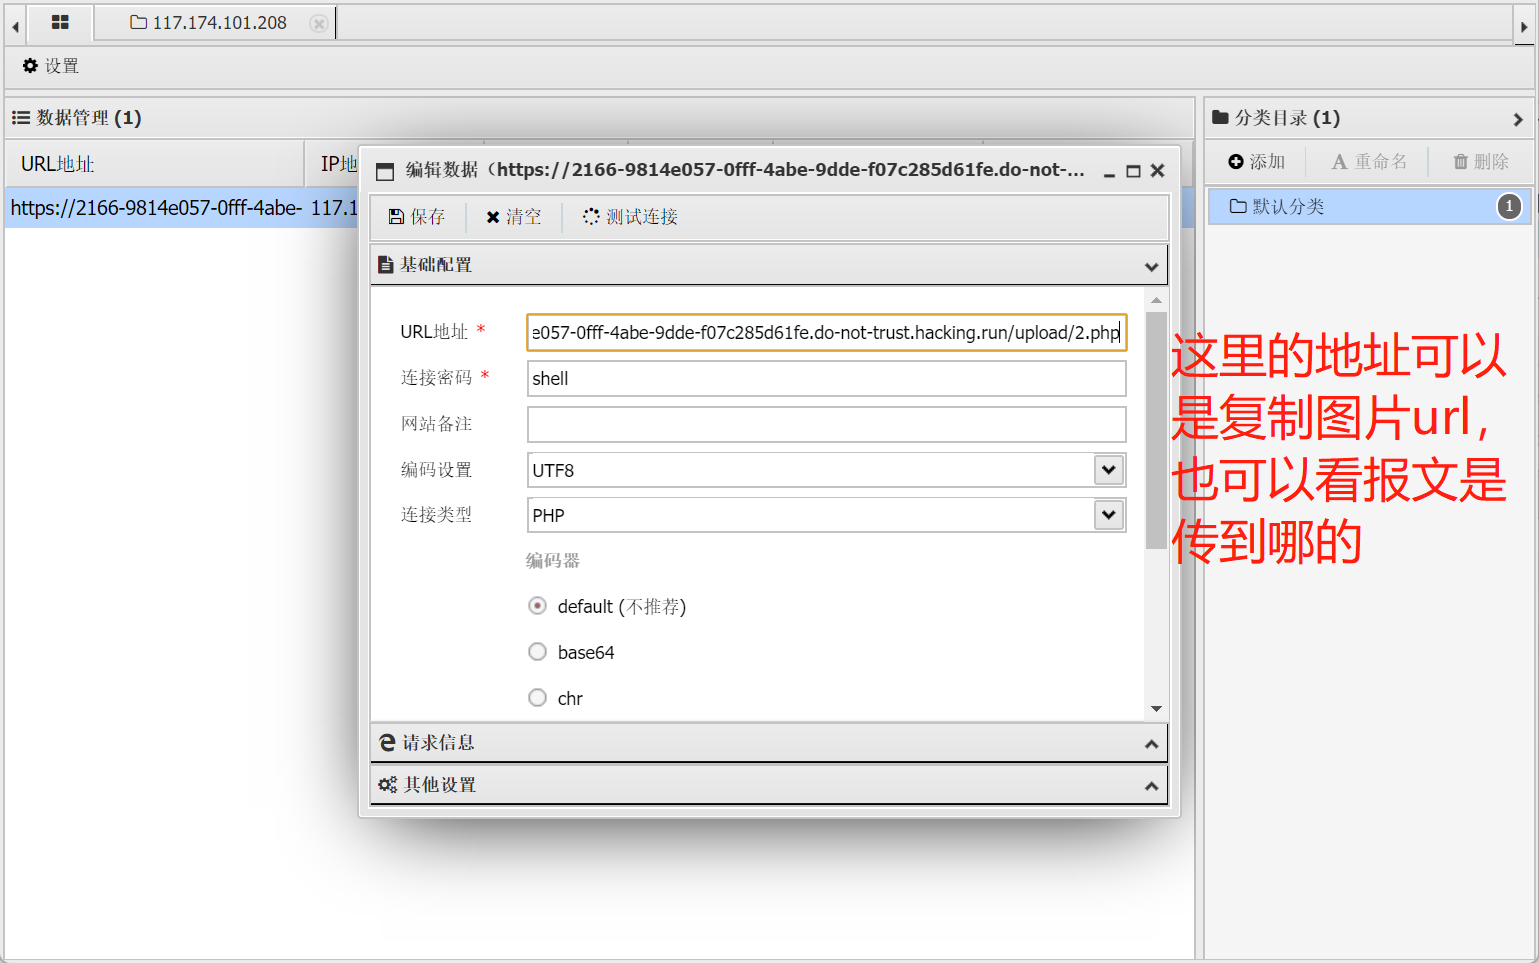 117.174.101.208
设置
数据管理 (1)
分类目录 (1)
URL地址
IP地
添加
重命名
删除
https://2166-9814e057-0fff-4abe-
117.1
默认分类
1
编辑数据（https://2166-9814e057-0fff-4abe-9dde-f07c285d61fe.do-not-...
保存
清空
测试连接
基础配置
URL地址 *
e057-0fff-4abe-9dde-f07c285d61fe.do-not-trust.hacking.run/upload/2.php
连接密码 *
shell
网站备注
编码设置
UTF8
连接类型
PHP
编码器
default (不推荐)
base64
chr
请求信息
其他设置
这里的地址可以
是复制图片url，
也可以看报文是
传到哪的